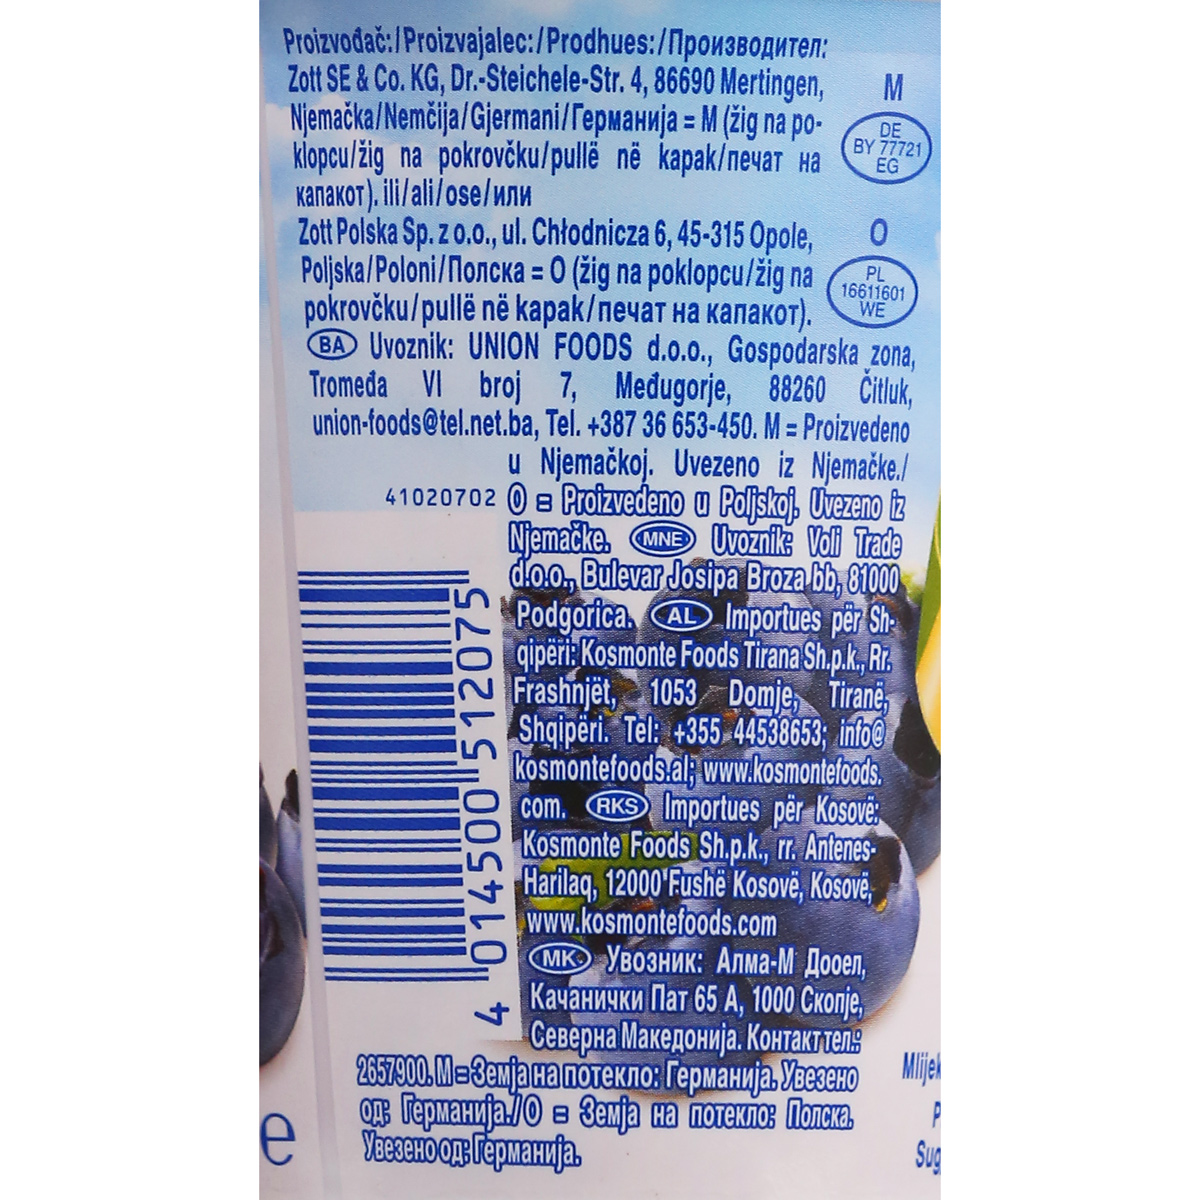 Proizvođač:/Proizvajalec:/Prodhues:/Производител:
Zott SE & Co. KG, Dr.-Steichele-Str. 4, 86690 Mertingen,
Njemačka/Nemčija/Gjermani/Германија = M (žig na po-
klopcu/žig na pokrovčku/pullë në kapak/печат на
капакот). ili/ali/ose/или
M
DE
BY 77721
EG
Zott Polska Sp. z o.o., ul. Chłodnicza 6, 45-315 Opole,
Poljska/Poloni/Полска = O (žig na poklopcu/žig na
pokrovčku/pullë në kapak/печат на капакот).
O
PL
16611601
WE
BA Uvoznik: UNION FOODS d.o.o., Gospodarska zona,
Tromeđa VI broj 7, Međugorje, 88260 Čitluk,
union-foods@tel.net.ba, Tel. +387 36 653-450. M = Proizvedeno
u Njemačkoj. Uvezeno iz Njemačke./
O = Proizvedeno u Poljskoj. Uvezeno iz
Njemačke. MNE Uvoznik: Voli Trade
d.o.o., Bulevar Josipa Broza bb, 81000
Podgorica. AL Importues për Sh-
qipëri: Kosmonte Foods Tirana Sh.p.k., Rr.
Frashnjët, 1053 Domje, Tiranë,
Shqipëri. Tel: +355 44538653; info@
kosmontefoods.al; www.kosmontefoods.
com. RKS Importues për Kosovë:
Kosmonte Foods Sh.p.k., rr. Antenes-
Harilaq, 12000 Fushë Kosovë, Kosovë,
www.kosmontefoods.com
MK Увозник: Алма-М Дооел,
Качанички Пат 65 А, 1000 Скопје,
Северна Македонија. Контакт тел.:
2657900. М = Земја на потекло: Германија. Увезено
од: Германија./О = Земја на потекло: Полска.
Увезено од: Германија.
41020702
4 014500 512075
e